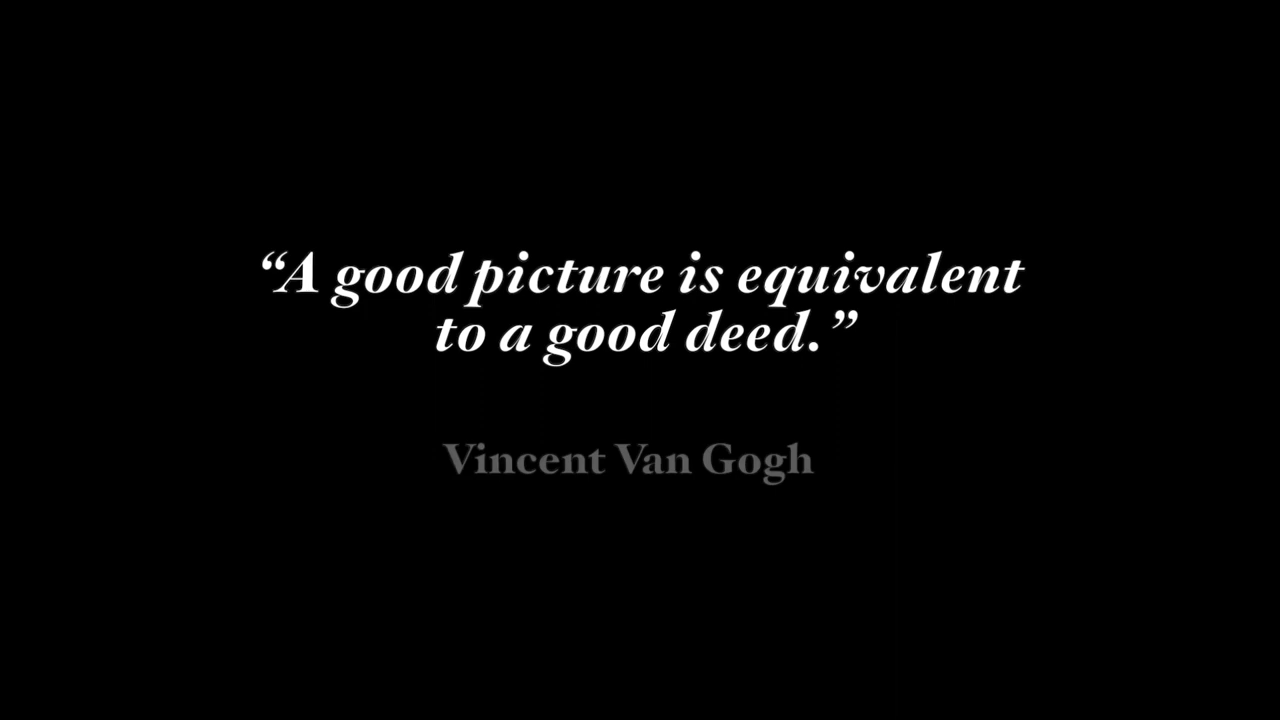 “A good picture is equivalent
to a good deed.”
Vincent Van Gogh